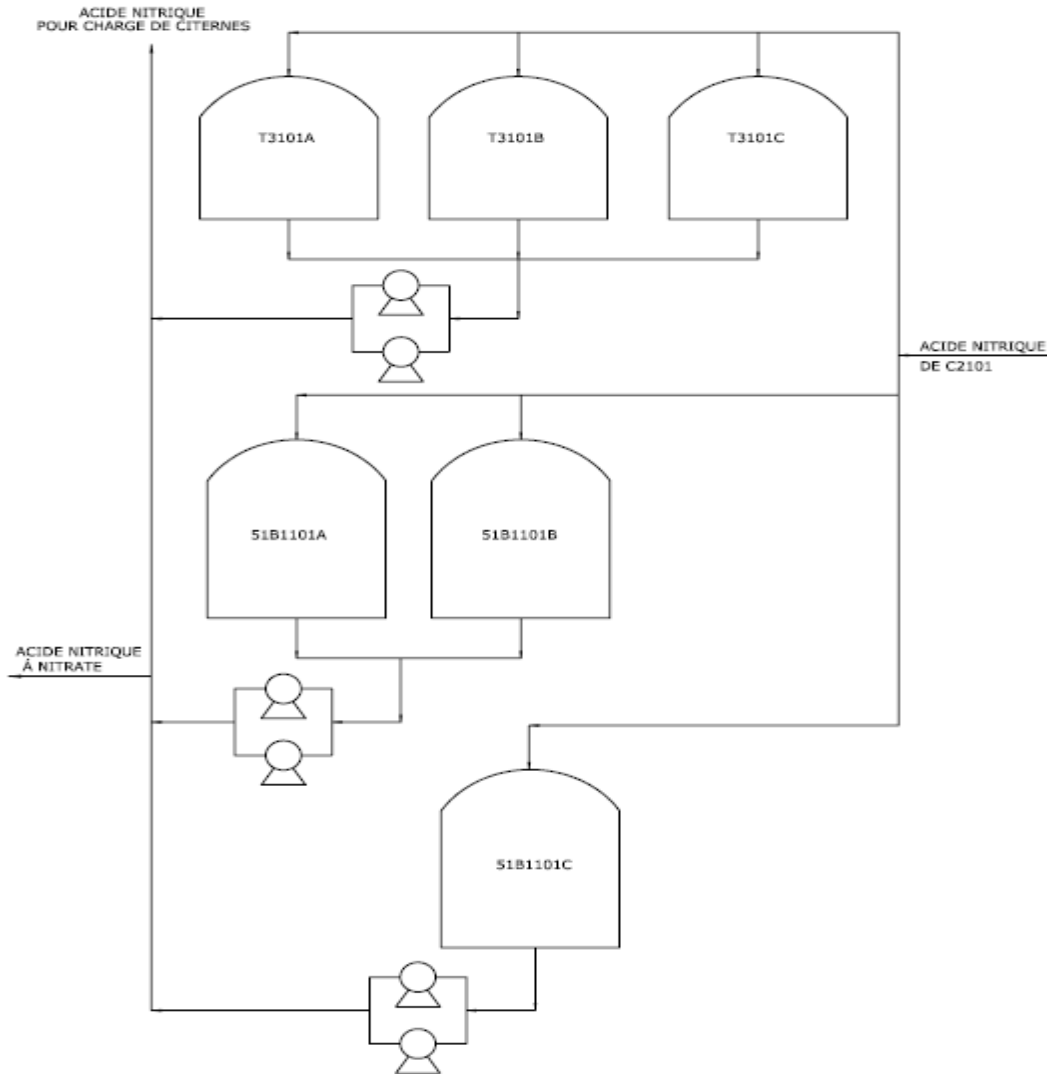 ACIDE NITRIQUE
POUR CHARGE DE CITERNES
T3101A
T3101B
T3101C
ACIDE NITRIQUE
DE C2101
51B1101A
51B1101B
ACIDE NITRIQUE
À NITRATE
51B1101C